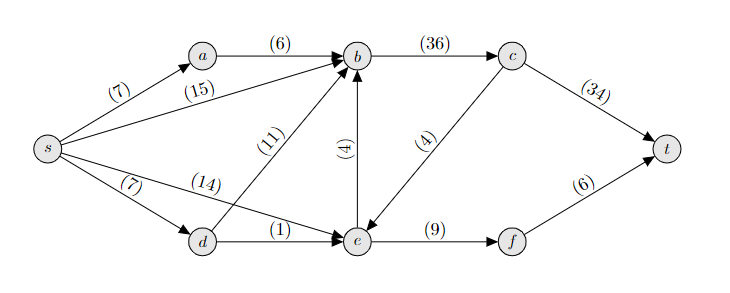 (6)
(36)
a
b
c
(7)
(15)
(34)
(11)
(4)
(4)
s
t
(7)
(14)
(6)
(1)
(9)
d
e
f